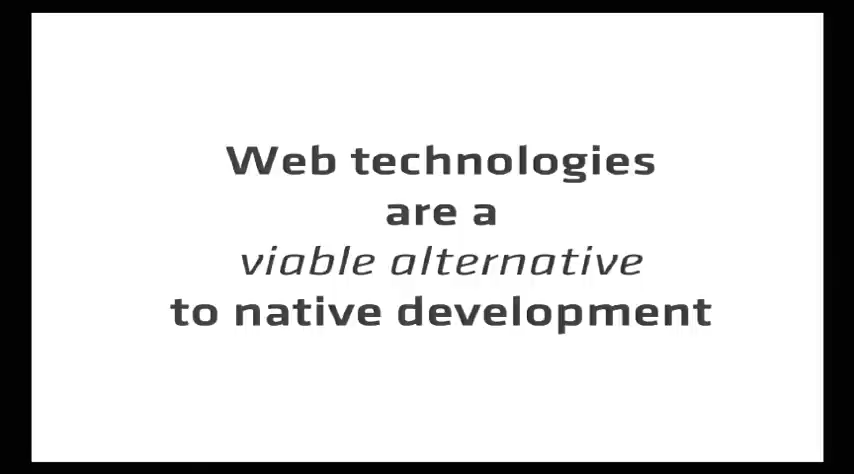 Web technologies
are a
viable alternative
to native development